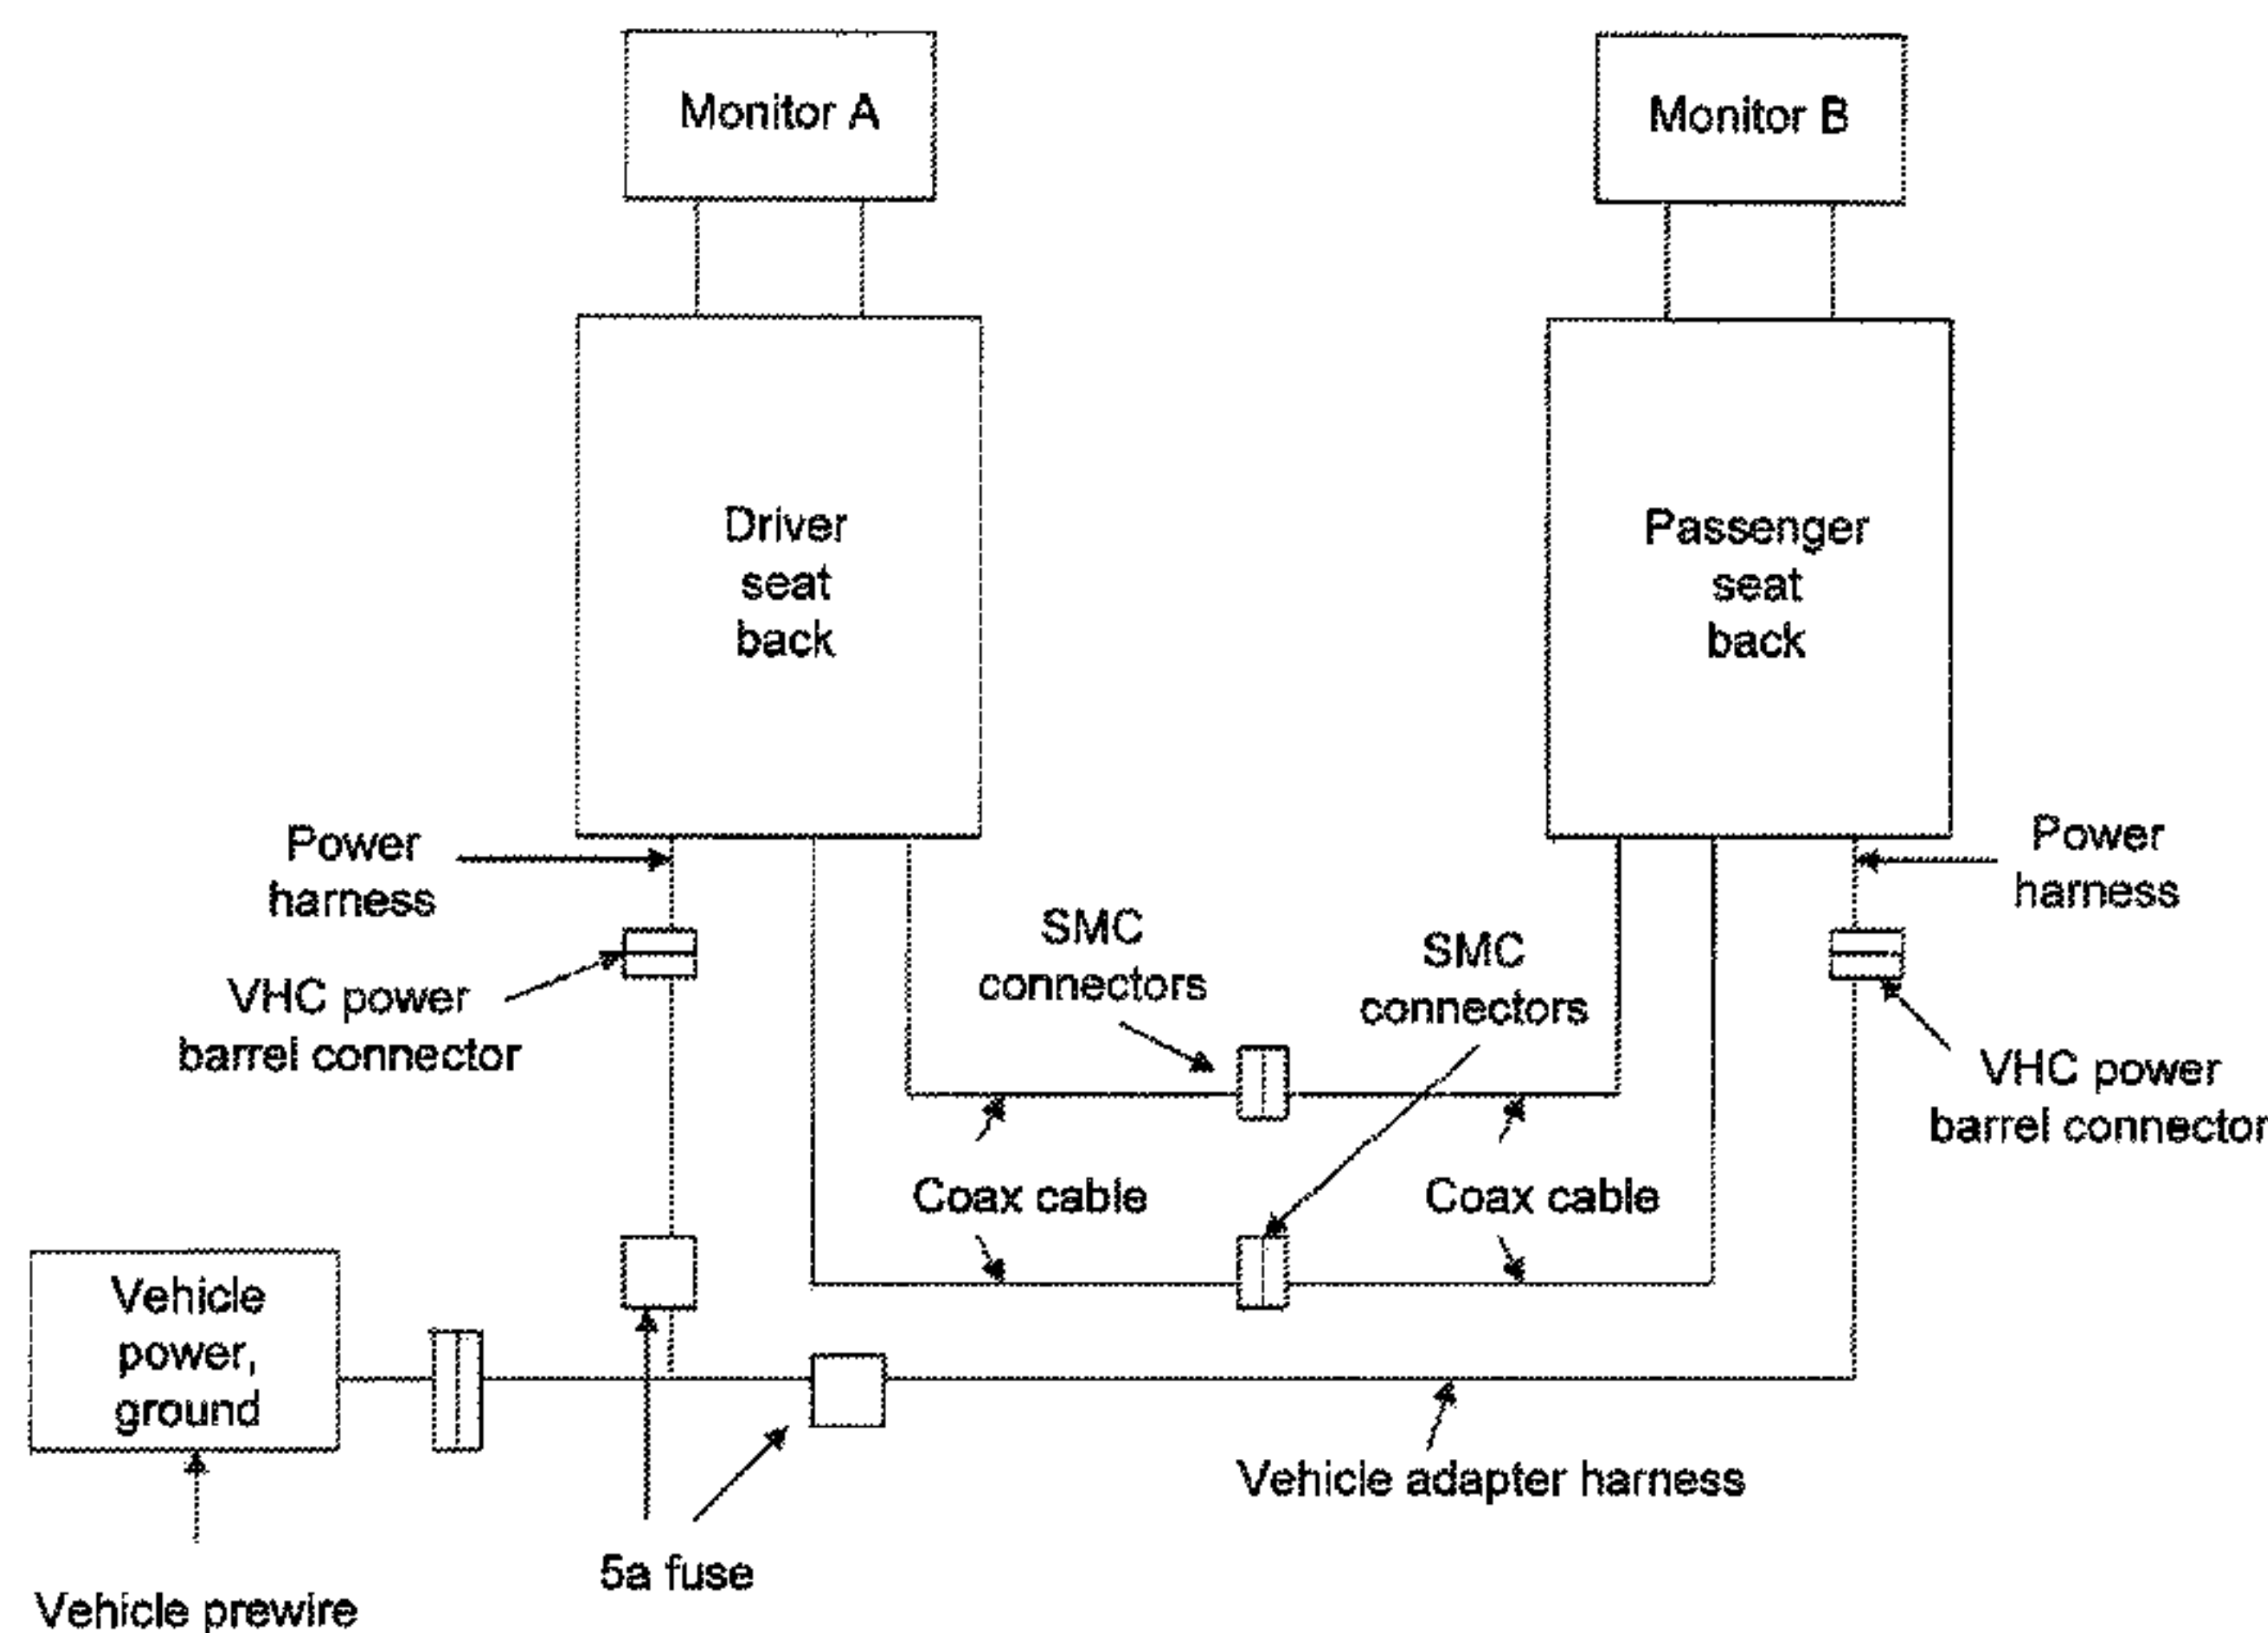 Monitor A
Monitor B
Driver
seat
back
Passenger
seat
back
Power
harness
Power
harness
SMC
connectors
SMC
connectors
VHC power
barrel connector
VHC power
barrel connector
Coax cable
Coax cable
Vehicle
power,
ground
Vehicle adapter harness
5a fuse
Vehicle prewire